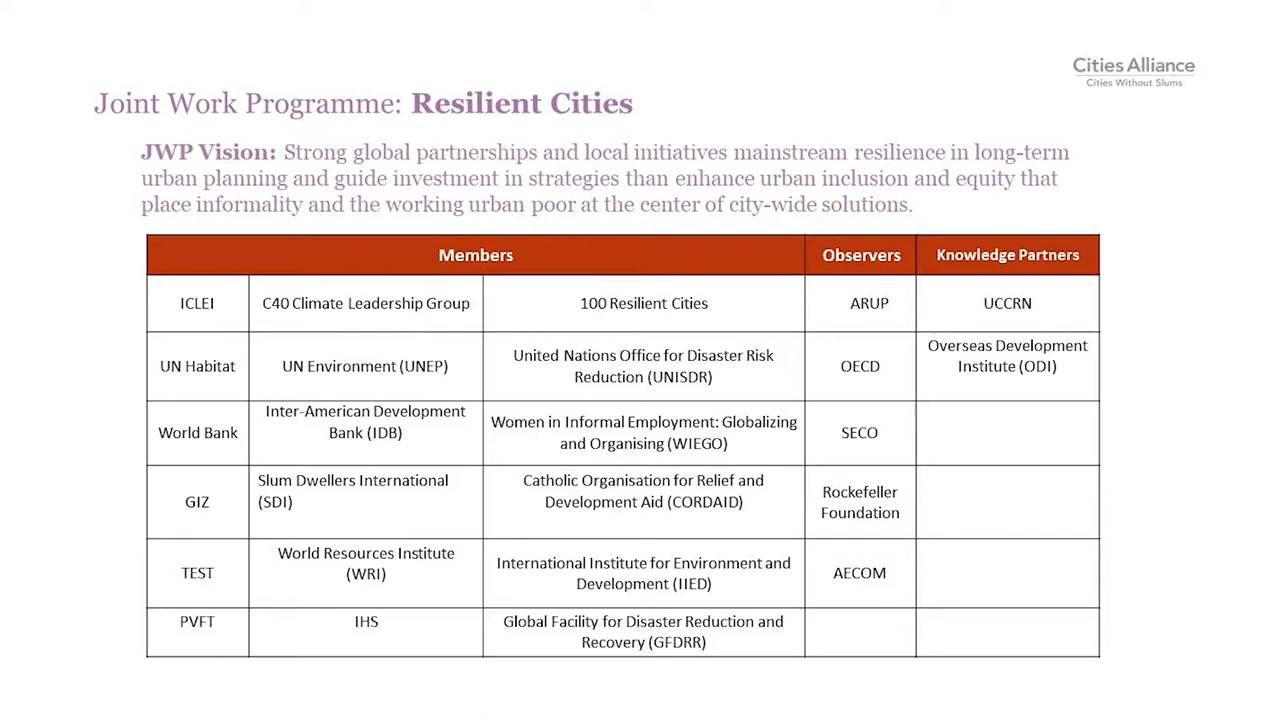 Cities Alliance
Cities Without Slums
Joint Work Programme: Resilient Cities
JWP Vision: Strong global partnerships and local initiatives mainstream resilience in long-term
urban planning and guide investment in strategies than enhance urban inclusion and equity that
place informality and the working urban poor at the center of city-wide solutions.
Members Observers Knowledge Partners
ICLEI C40 Climate Leadership Group 100 Resilient Cities ARUP UCCRN
UN Habitat UN Environment (UNEP) United Nations Office for Disaster Risk
Reduction (UNISDR) OECD Overseas Development
Institute (ODI)
World Bank Inter-American Development
Bank (IDB) Women in Informal Employment: Globalizing
and Organising (WIEGO) SECO
GIZ Slum Dwellers International
(SDI) Catholic Organisation for Relief and
Development Aid (CORDAID) Rockefeller
Foundation
TEST World Resources Institute
(WRI) International Institute for Environment and
Development (IIED) AECOM
PVFT IHS Global Facility for Disaster Reduction and
Recovery (GFDRR)